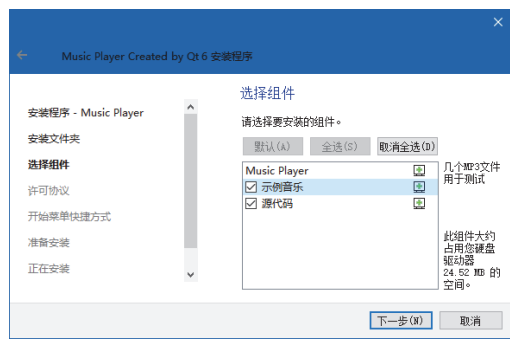 Music Player Created by Qt 6 安装程序
安装程序 - Music Player
安装文件夹
选择组件
许可协议
开始菜单快捷方式
准备安装
正在安装
选择组件
请选择要安装的组件。
默认(A) 全选(S) 取消全选(D)
Music Player
示例音乐
源代码
几个MP3文件
用于测试
此组件大约
占用您硬盘
驱动器
24.52 MB 的
空间。
下一步(N) 取消